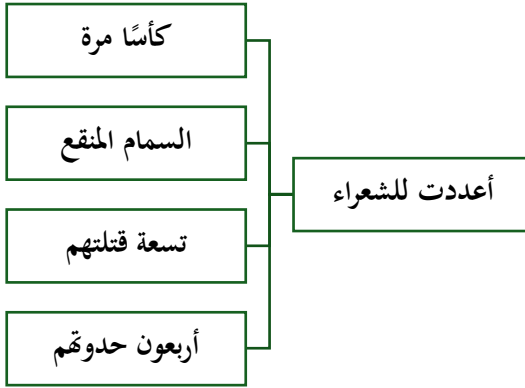 أعددت للشعراء
كأسًا مرة
السمام المنقع
تسعة قتلتهم
أربعون حدوتهم